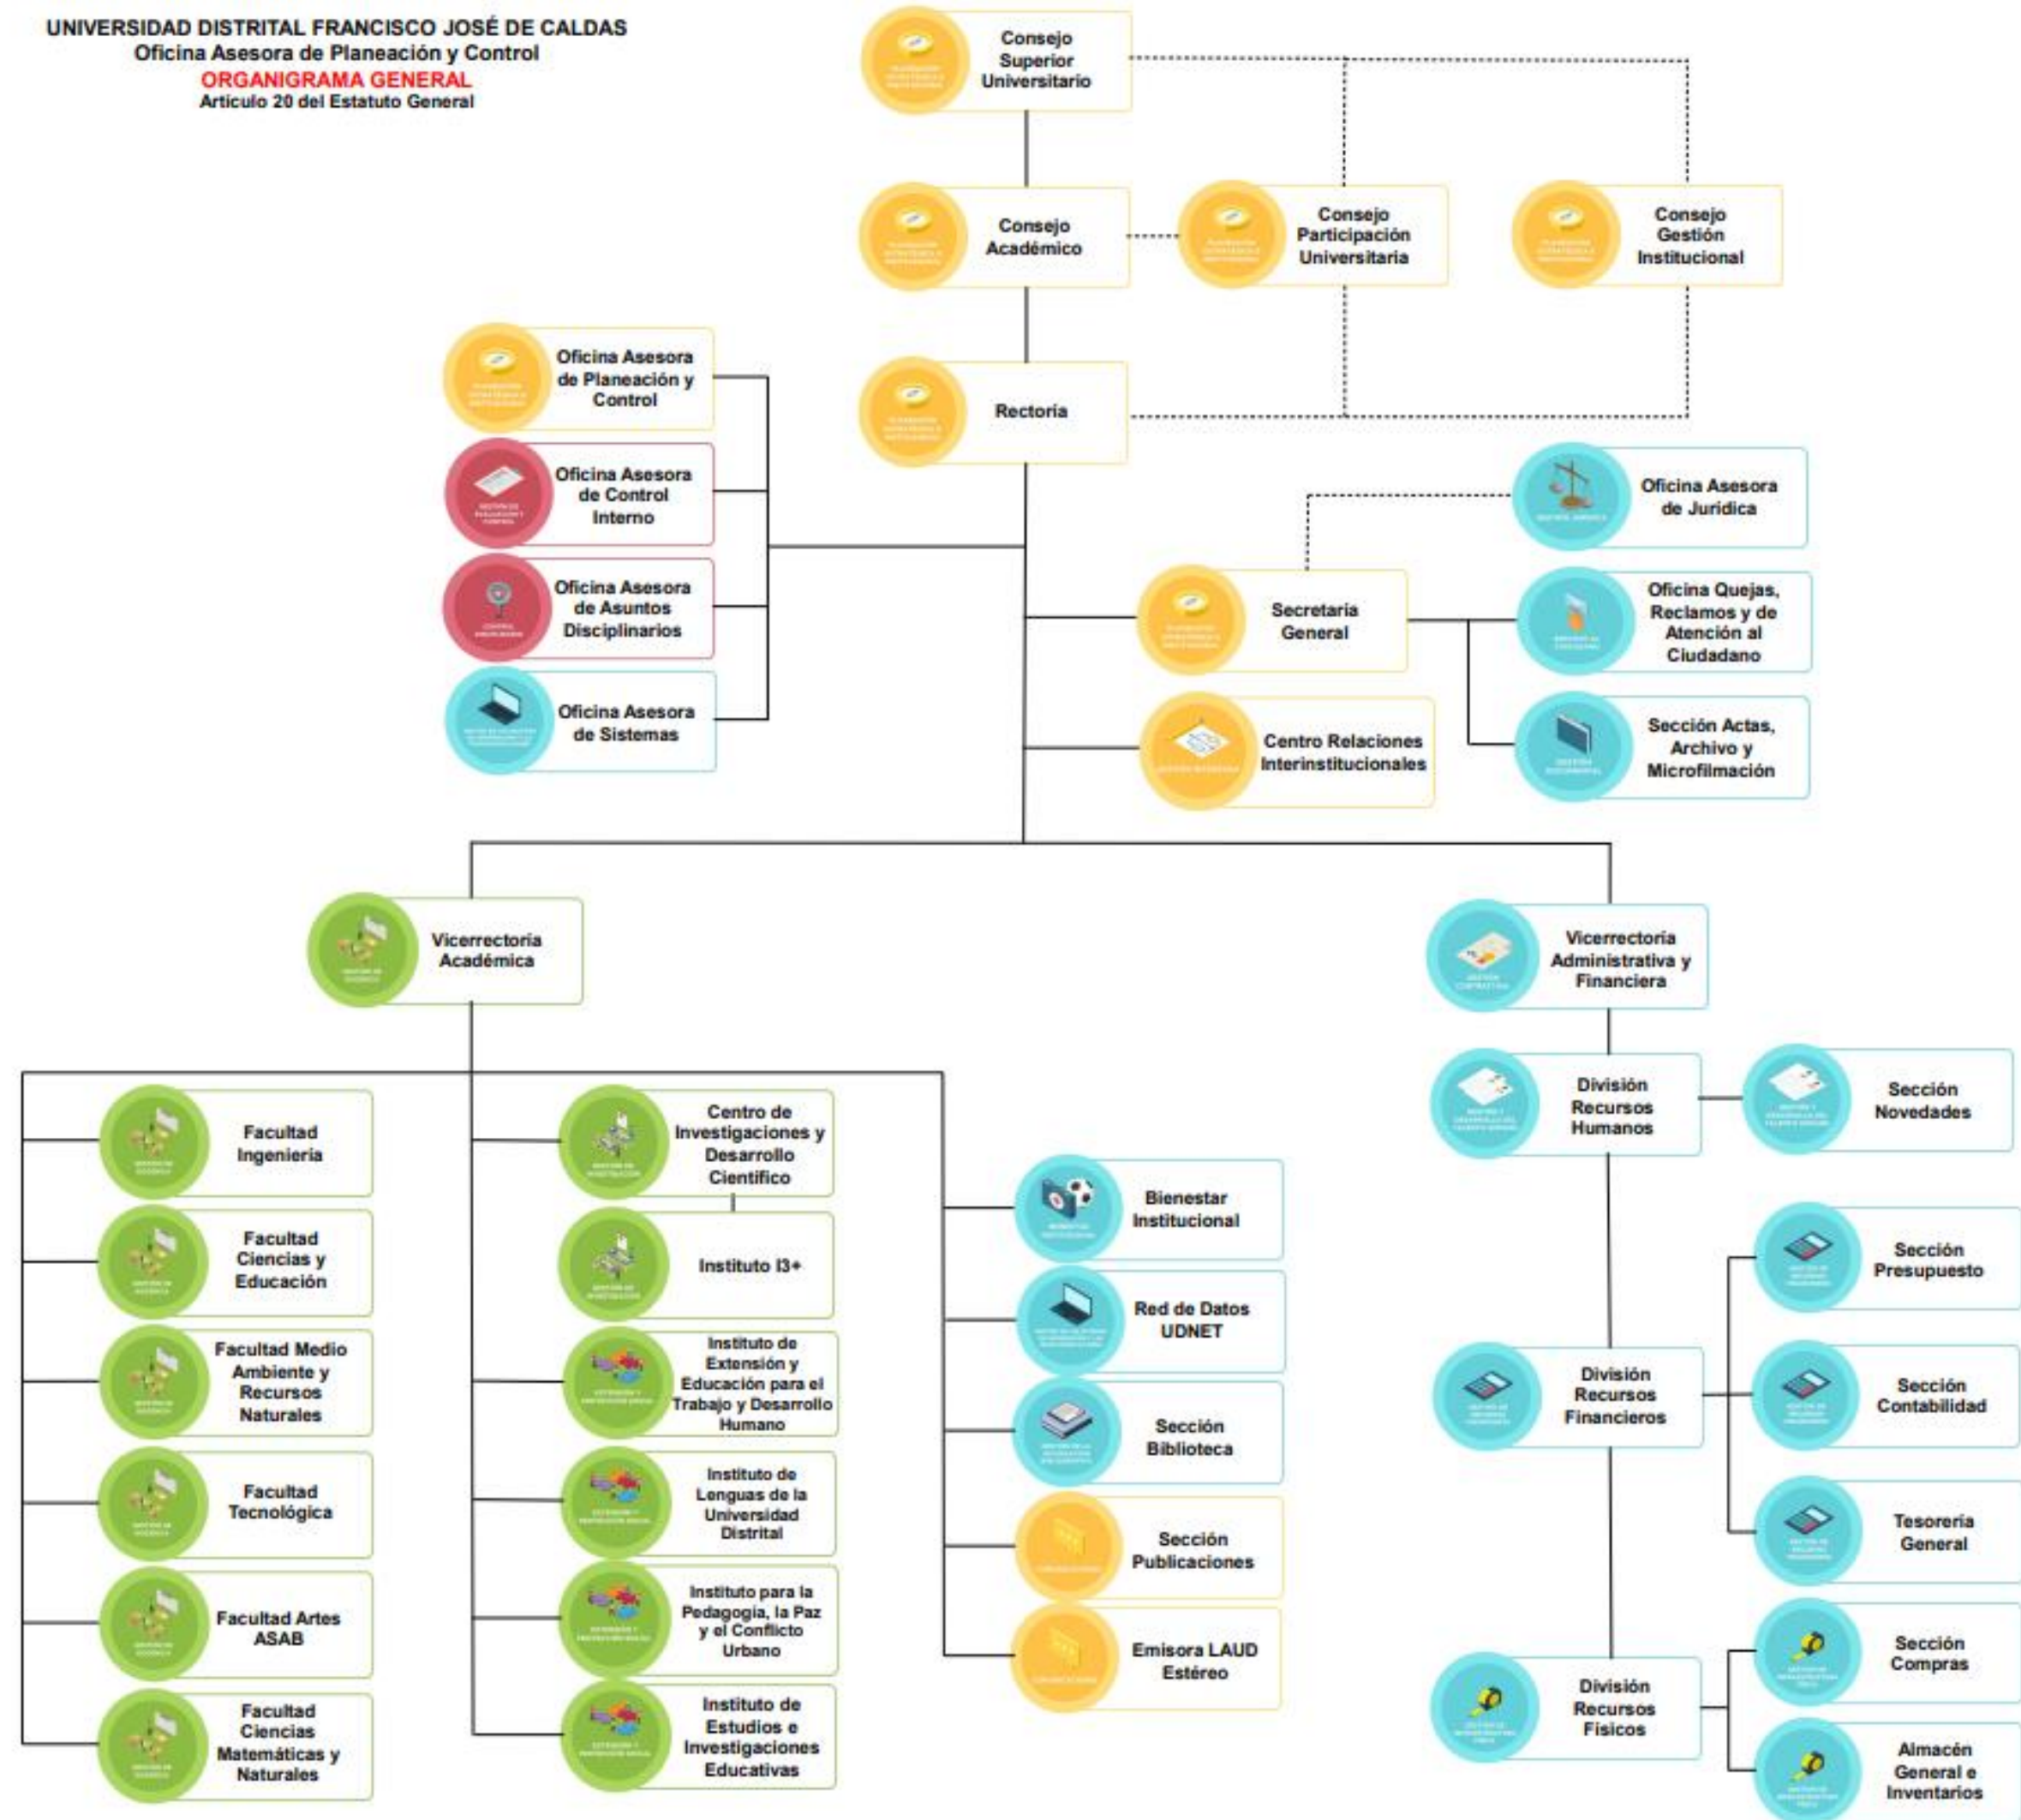 UNIVERSIDAD DISTRITAL FRANCISCO JOSÉ DE CALDAS
Oficina Asesora de Planeación y Control
ORGANIGRAMA GENERAL
Artículo 20 del Estatuto General
Consejo
Superior
Universitario
Consejo
Académico
Consejo
Participación
Universitaria
Consejo
Gestión
Institucional
Rectoría
Oficina Asesora
de Planeación y
Control
Oficina Asesora
de Control
Interno
Oficina Asesora
de Asuntos
Disciplinarios
Oficina Asesora
de Sistemas
Oficina Asesora
de Jurídica
Secretaría
General
Oficina Quejas,
Reclamos y de
Atención al
Ciudadano
Centro Relaciones
Interinstitucionales
Sección Actas,
Archivo y
Microfilmación
Vicerrectoría
Académica
Vicerrectoría
Administrativa y
Financiera
Facultad
Ingeniería
Facultad
Ciencias y
Educación
Facultad Medio
Ambiente y
Recursos
Naturales
Facultad
Tecnológica
Facultad Artes
ASAB
Facultad
Ciencias
Matemáticas y
Naturales
Centro de
Investigaciones y
Desarrollo
Científico
Instituto I3+
Instituto de
Extensión y
Educación para el
Trabajo y Desarrollo
Humano
Instituto de
Lenguas de la
Universidad
Distrital
Instituto para la
Pedagogía, la Paz
y el Conflicto
Urbano
Instituto de
Estudios e
Investigaciones
Educativas
Bienestar
Institucional
Red de Datos
UDNET
Sección
Biblioteca
Sección
Publicaciones
Emisora LAUD
Estéreo
División
Recursos
Humanos
Sección
Novedades
División
Recursos
Financieros
Sección
Presupuesto
Sección
Contabilidad
Tesorería
General
División
Recursos
Físicos
Sección
Compras
Almacén
General e
Inventarios